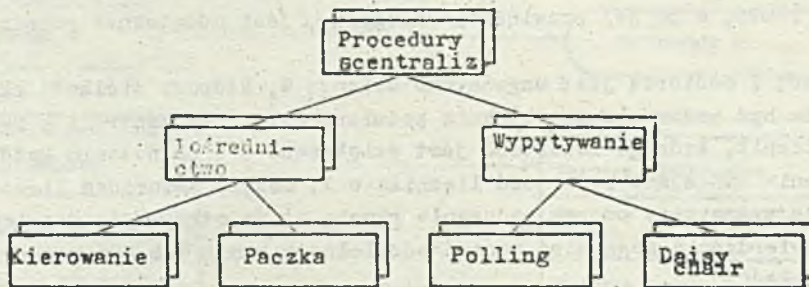 Procedury
scentraliz
Pośredni-
ctwo
Wypytywanie
Kierowanie
Paczka
Polling
Daisy
chair